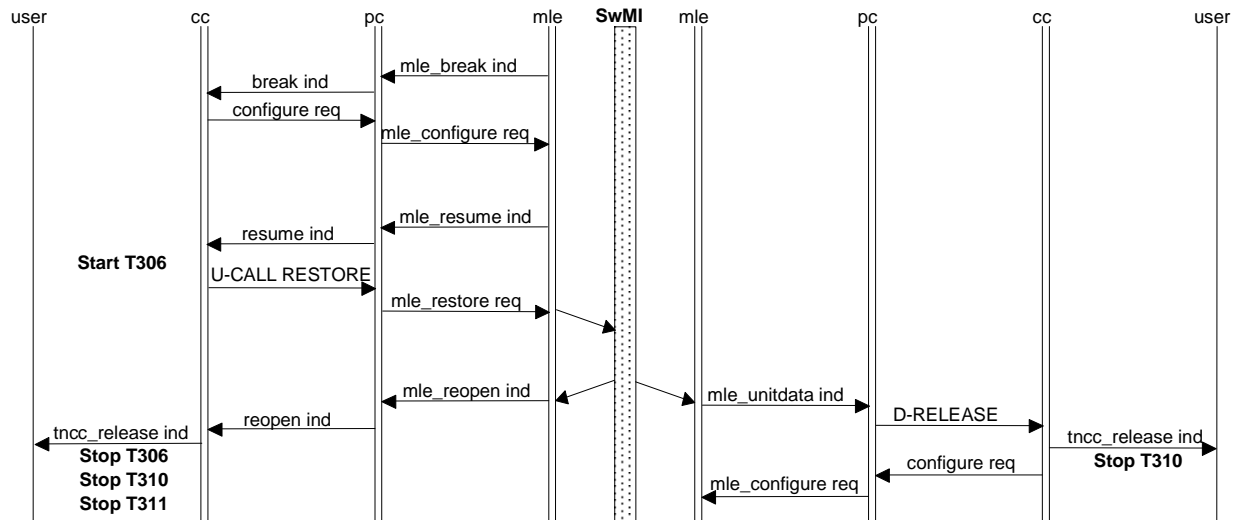 user cc pc mle SwMI mle pc cc user
mle_break ind
break ind
configure req
mle_configure req
mle_resume ind
resume ind
Start T306
U-CALL RESTORE
mle_restore req
mle_reopen ind
mle_unitdata ind
D-RELEASE
reopen ind
tncc_release ind
tncc_release ind
Stop T306
Stop T310
configure req
Stop T310
mle_configure req
Stop T311